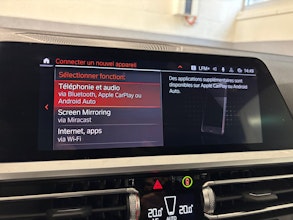 Connecter un nouvel appareil
LFM+ 14:48
Sélectionner fonction:
Téléphonie et audio
via Bluetooth, Apple CarPlay ou
Android Auto
Screen Mirroring
via Miracast
Internet, apps
via Wi-Fi
Des applications supplémentaires sont
disponibles sur Apple CarPlay ou Android
Auto.
20.0 AUTO 20.0